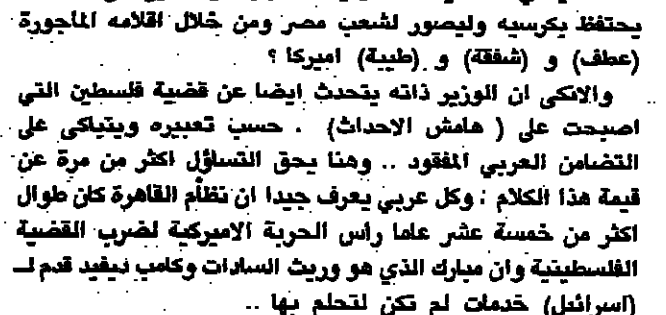 يحتفظ بكرسيه وليصور لشعب مصر ومن خلال اقلامه المأجورة
(عطف) و (شفقة) و (طيبة) اميركا ؟
والانكى ان الوزير ذاته يتحدث ايضا عن قضية فلسطين التي
اصبحت على ( هامش الاحداث) . حسب تعبيره ويتباكى على
التضامن العربي المفقود .. وهنا يحق التساؤل اكثر من مرة عن
قيمة هذا الكلام : وكل عربي يعرف جيدا ان نظام القاهرة كان طوال
اكثر من خمسة عشر عاما رأس الحربة الاميركية لضرب القضية
الفلسطينية وان مبارك الذي هو وريث السادات وكامب ديفيد قدم لـ
(اسرائيل) خدمات لم تكن لتحلم بها ..